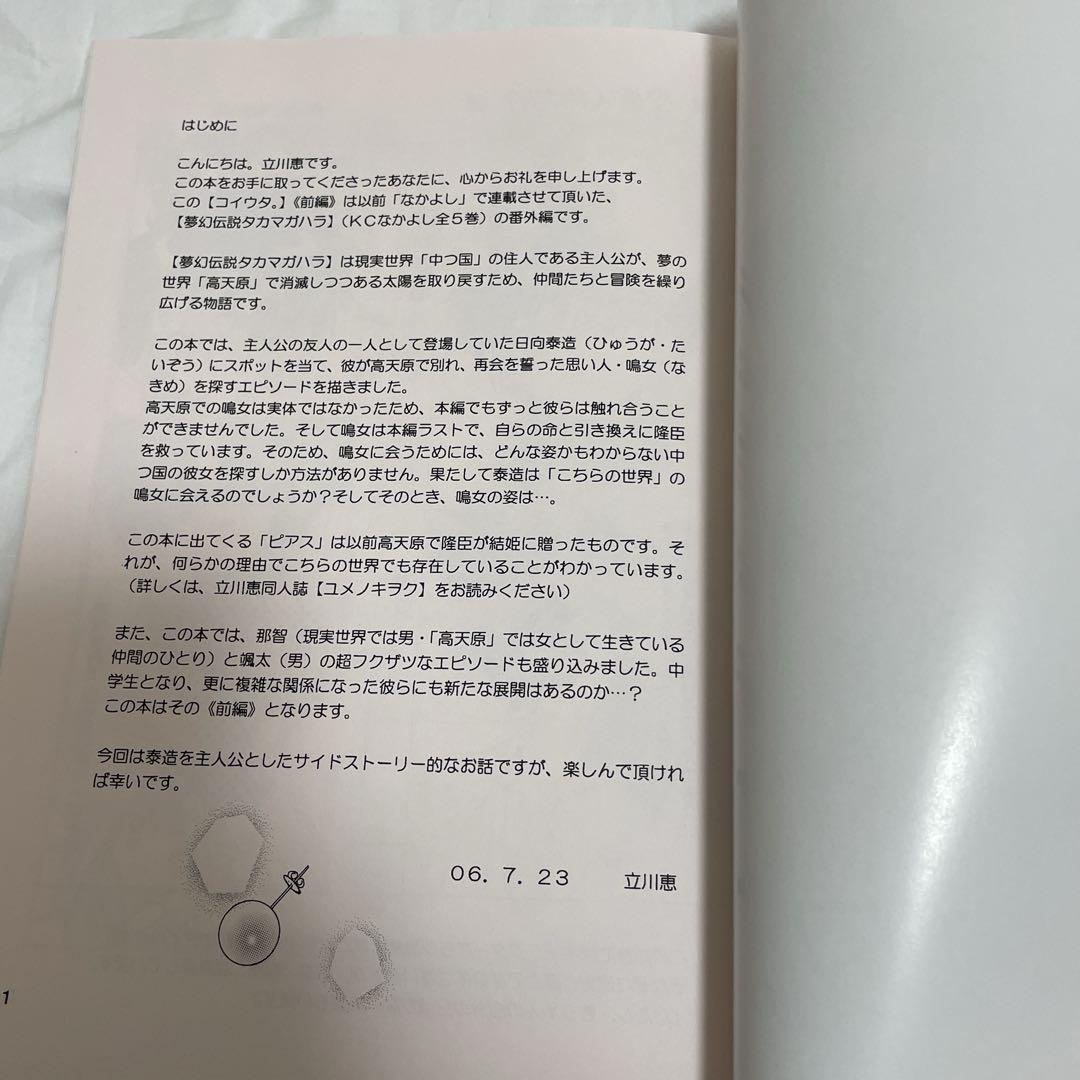 はじめに
こんにちは。立川恵です。
この本をお手に取ってくださったあなたに、心からお礼を申し上げます。
この【コイウタ。】《前編》は以前「なかよし」で連載させて頂いた、
【夢幻伝説タカマガハラ】（ＫＣなかよし全５巻）の番外編です。
【夢幻伝説タカマガハラ】は現実世界「中つ国」の住人である主人公が、夢の
世界「高天原」で消滅しつつある太陽を取り戻すため、仲間たちと冒険を繰り
広げる物語です。
この本では、主人公の友人の一人として登場していた日向泰造（ひゅうが・た
いぞう）にスポットを当て、彼が高天原で別れ、再会を誓った思い人・鳴女（な
きめ）を探すエピソードを描きました。
高天原での鳴女は実体ではなかったため、本編でもずっと彼らは触れ合うこと
ができませんでした。そして鳴女は本編ラストで、自らの命と引き換えに隆臣
を救っています。そのため、鳴女に会うためには、どんな姿かもわからない中
つ国の彼女を探すしか方法がありません。果たして泰造は「こちらの世界」の
鳴女に会えるのでしょうか？そしてそのとき、鳴女の姿は…。
この本に出てくる「ピアス」は以前高天原で隆臣が結姫に贈ったものです。そ
れが、何らかの理由でこちらの世界でも存在していることがわかっています。
（詳しくは、立川恵同人誌【ユメノキヲク】をお読みください）
また、この本では、那智（現実世界では男・「高天原」では女として生きている
仲間のひとり）と颯太（男）の超フクザツなエピソードも盛り込みました。中
学生となり、更に複雑な関係になった彼らにも新たな展開はあるのか…？
この本はその《前編》となります。
今回は泰造を主人公としたサイドストーリー的なお話ですが、楽しんで頂けれ
ば幸いです。
０６．７．２３　　立川恵
1